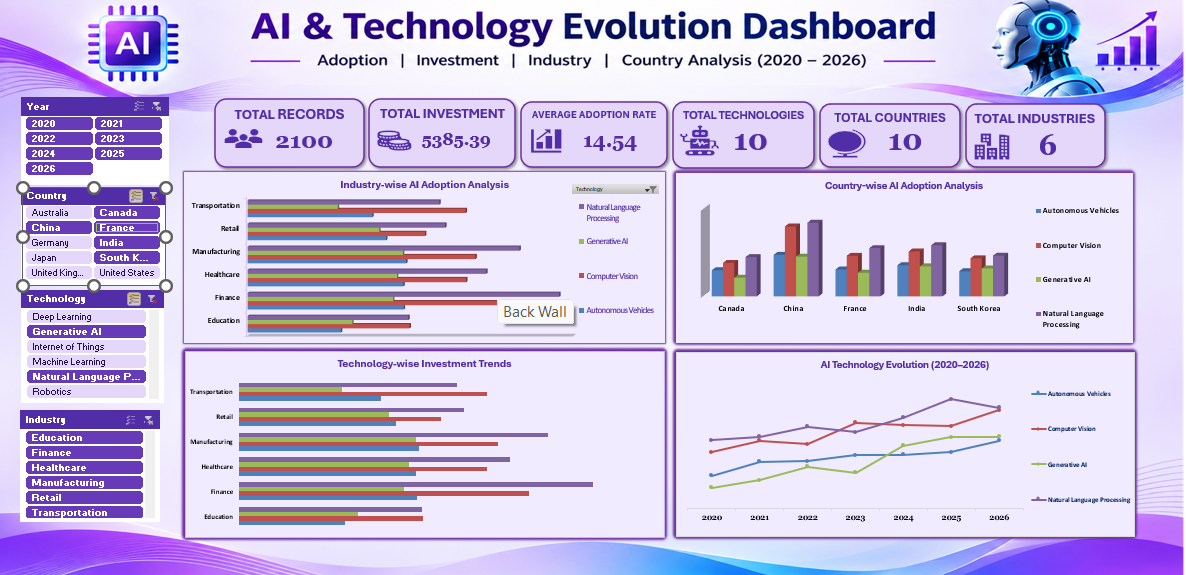 AI
AI & Technology Evolution Dashboard
Adoption | Investment | Industry | Country Analysis (2020 – 2026)
Year
2020 2021
2022 2023
2024 2025
2026
Country
Australia Canada
China France
Germany India
Japan South K...
United King... United States
Technology
Deep Learning
Generative AI
Internet of Things
Machine Learning
Natural Language P...
Robotics
Industry
Education
Finance
Healthcare
Manufacturing
Retail
Transportation
TOTAL RECORDS
2100
TOTAL INVESTMENT
5385.39
AVERAGE ADOPTION RATE
14.54
TOTAL TECHNOLOGIES
10
TOTAL COUNTRIES
10
TOTAL INDUSTRIES
6
Industry-wise AI Adoption Analysis
Technology
Transportation
Retail
Manufacturing
Healthcare
Finance
Education
Natural Language
Processing
Generative AI
Computer Vision
Autonomous Vehicles
Back Wall
Country-wise AI Adoption Analysis
Canada China France India South Korea
Autonomous Vehicles
Computer Vision
Generative AI
Natural Language
Processing
Technology-wise Investment Trends
Transportation
Retail
Manufacturing
Healthcare
Finance
Education
AI Technology Evolution (2020–2026)
2020 2021 2022 2023 2024 2025 2026
Autonomous Vehicles
Computer Vision
Generative AI
Natural Language Processing